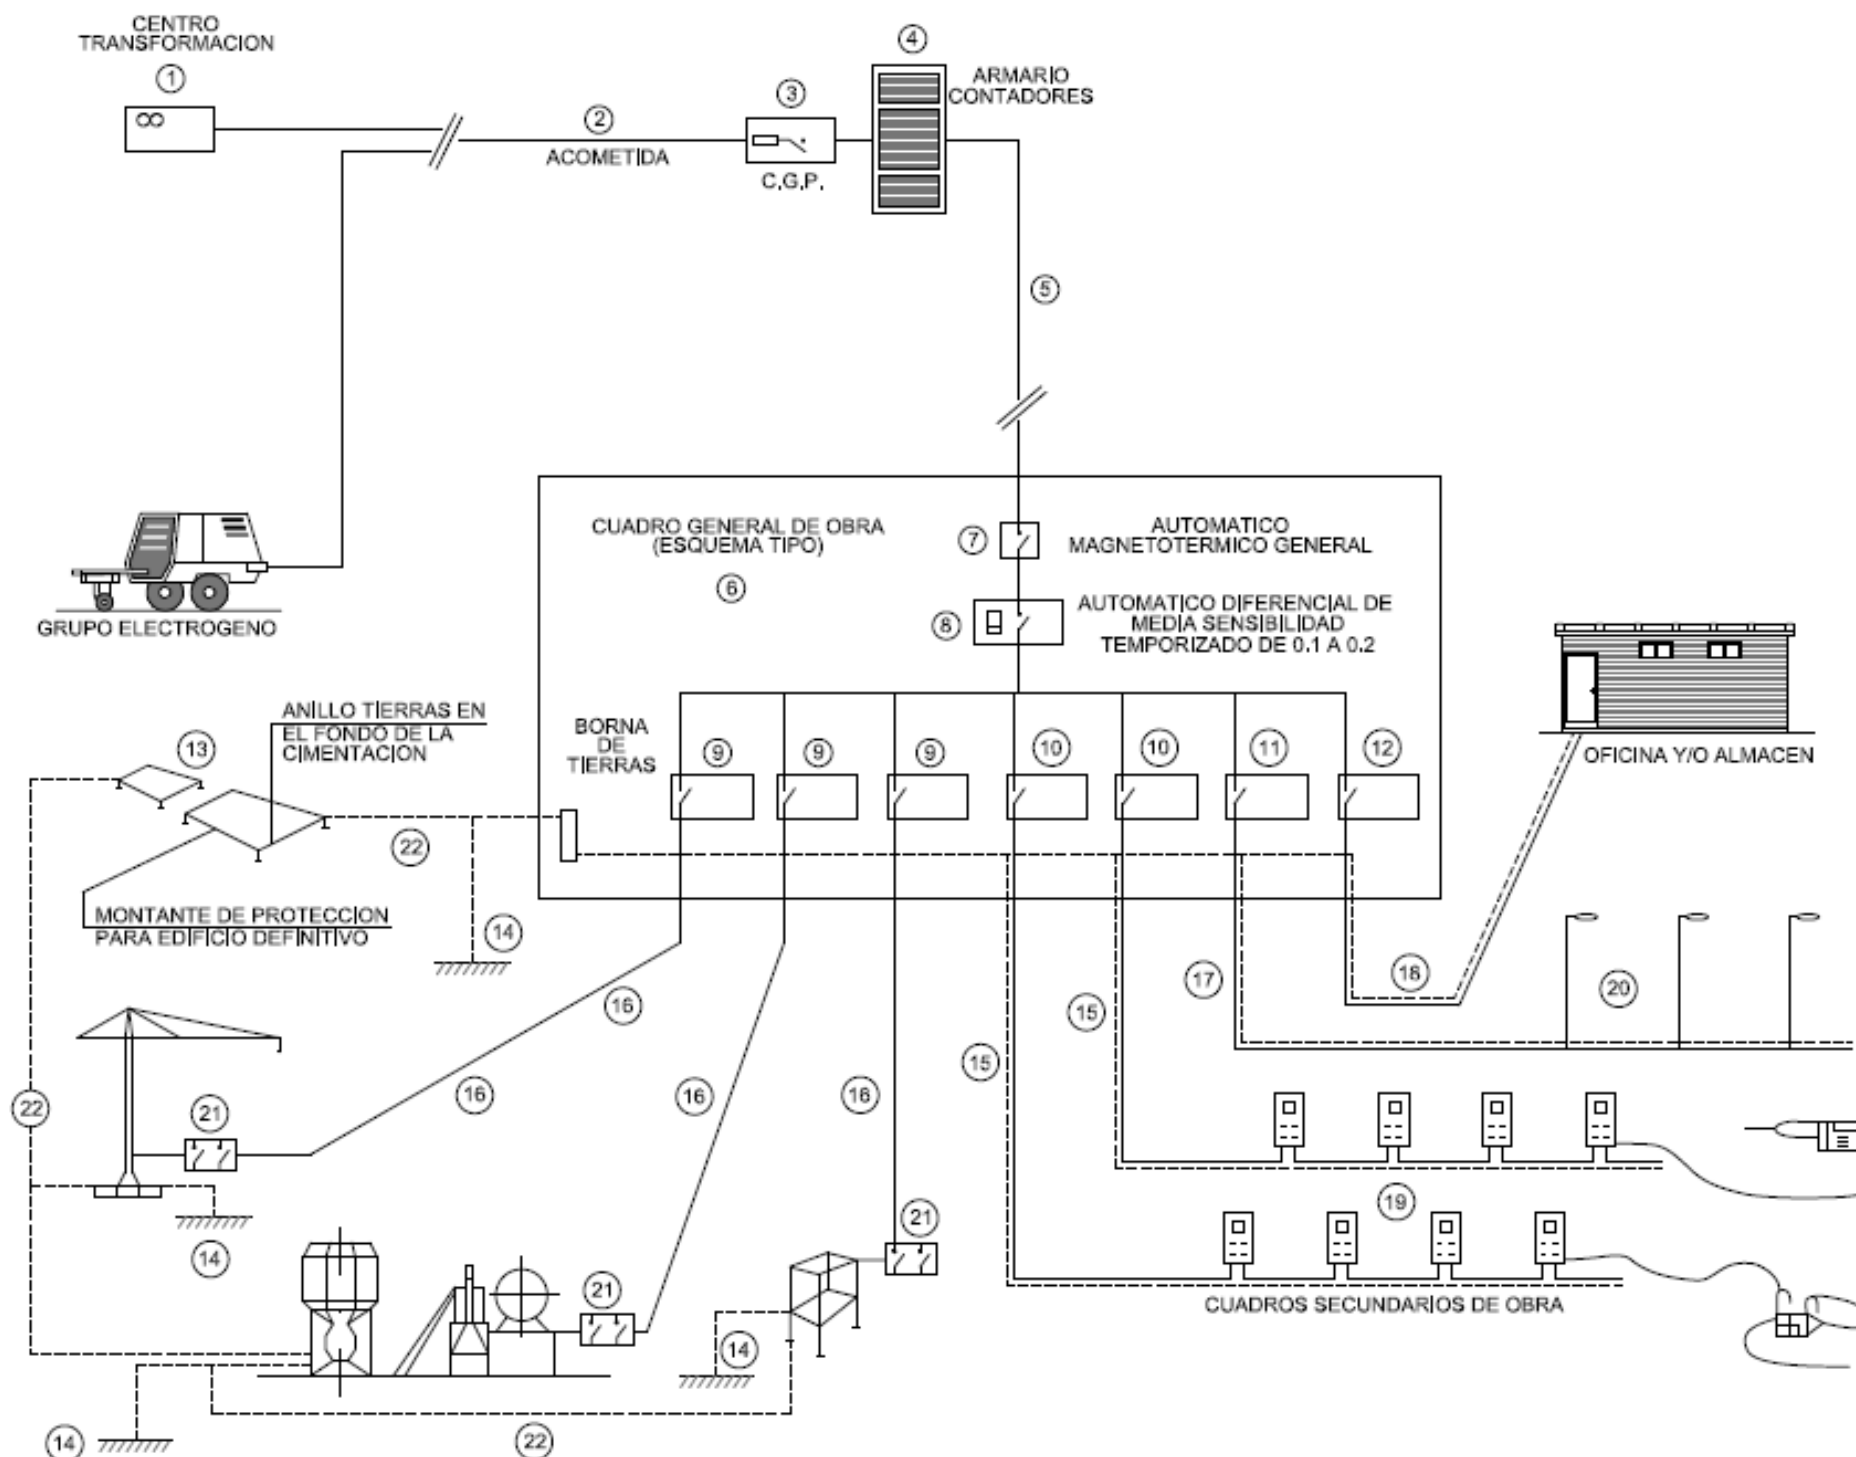 CENTRO
TRANSFORMACION
1
2
ACOMETIDA
3
C.G.P.
4
ARMARIO
CONTADORES
5
GRUPO ELECTROGENO
CUADRO GENERAL DE OBRA
(ESQUEMA TIPO)
6
7
AUTOMATICO
MAGNETOTERMICO GENERAL
8
AUTOMATICO DIFERENCIAL DE
MEDIA SENSIBILIDAD
TEMPORIZADO DE 0.1 A 0.2
OFICINA Y/O ALMACEN
ANILLO TIERRAS EN
EL FONDO DE LA
CIMENTACION
13
BORNA
DE
TIERRAS
9
9
9
10
10
11
12
22
MONTANTE DE PROTECCION
PARA EDIFICIO DEFINITIVO
14
16
17
18
20
15
15
16
16
16
22
21
14
19
21
21
CUADROS SECUNDARIOS DE OBRA
14
14
22